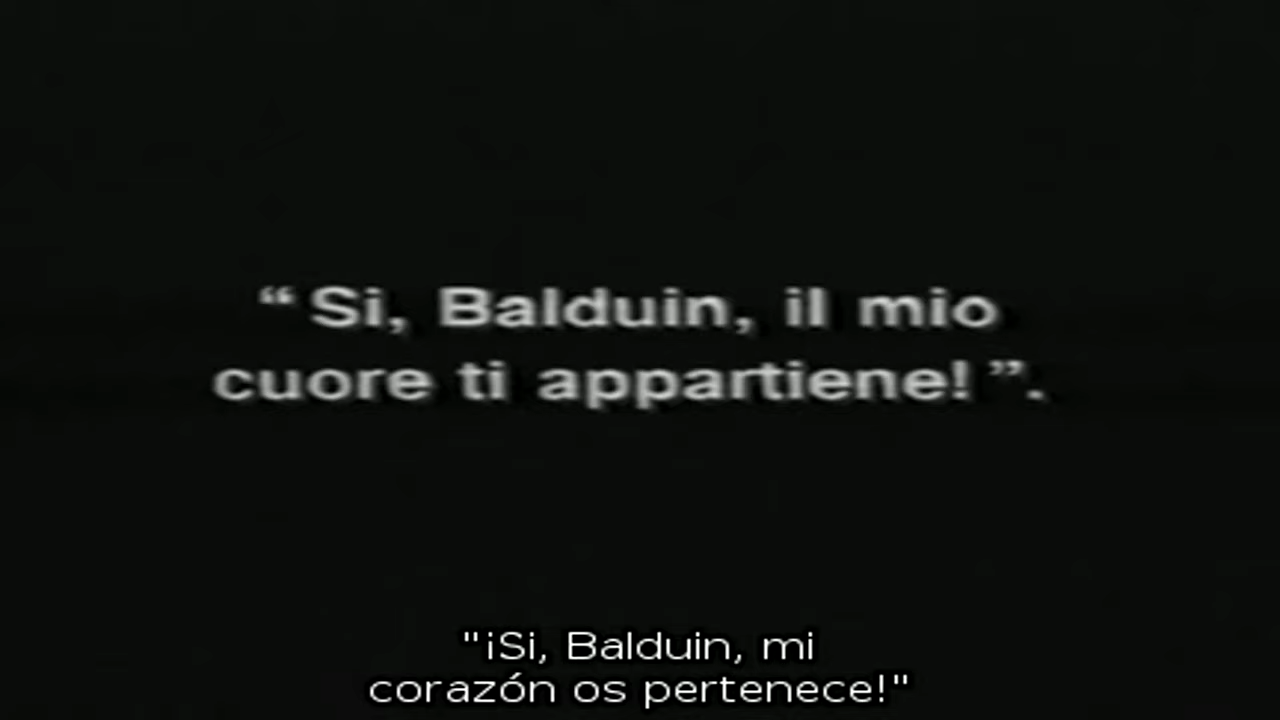 “Si, Balduin, il mio
cuore ti appartiene!”.
"¡Si, Balduin, mi
corazón os pertenece!"